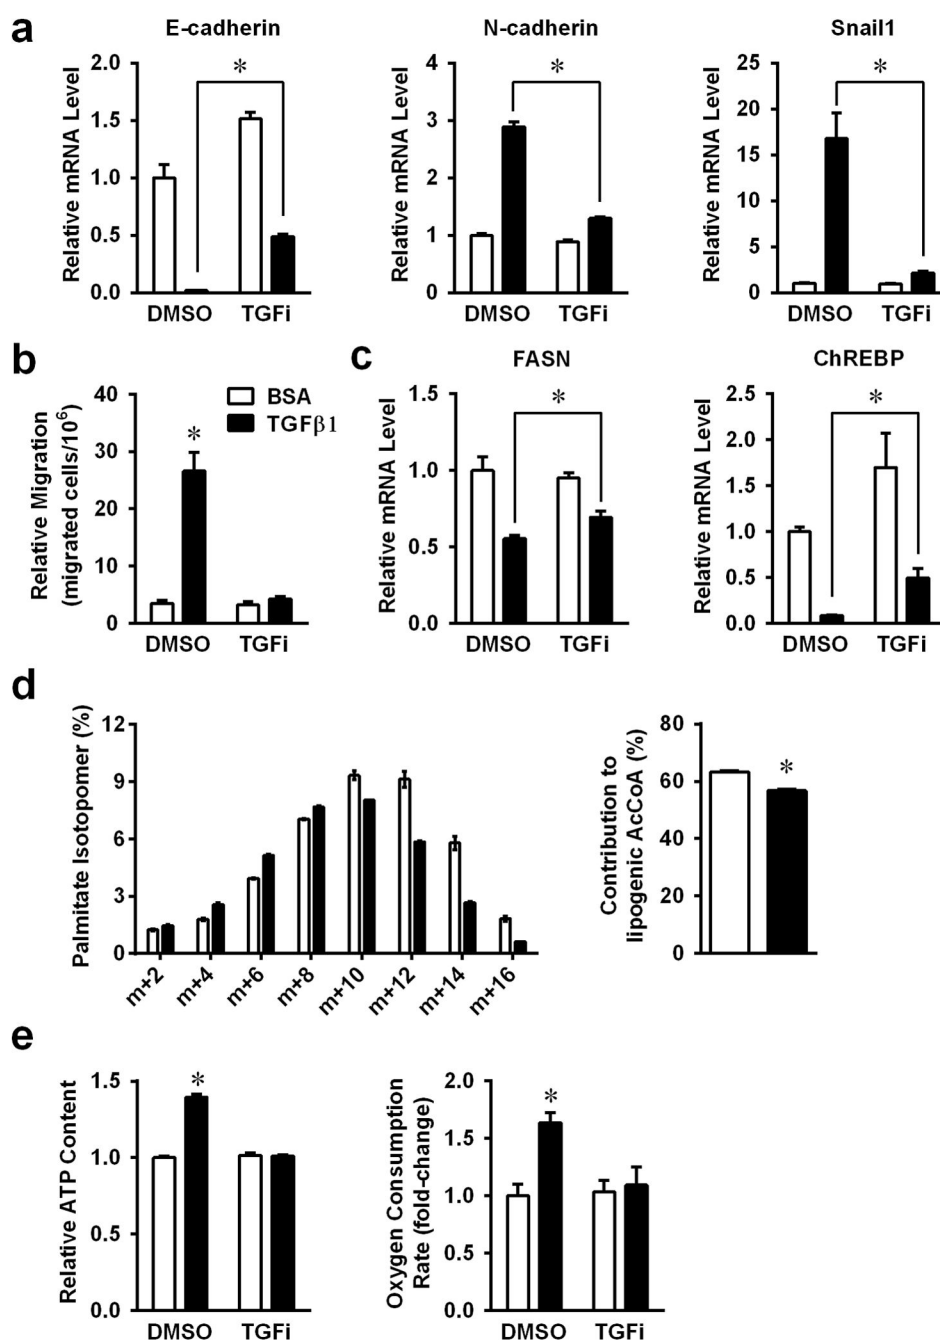 a
E-cadherin
Relative mRNA Level
2.0
1.5
1.0
0.5
0.0
*
DMSO TGFi
N-cadherin
Relative mRNA Level
4
3
2
1
0
*
DMSO TGFi
Snail1
Relative mRNA Level
25
20
15
10
5
0
*
DMSO TGFi
b
Relative Migration
(migrated cells/10⁶)
40
30
20
10
0
*
BSA
TGFβ1
DMSO TGFi
c
FASN
Relative mRNA Level
1.5
1.0
0.5
0.0
*
DMSO TGFi
ChREBP
Relative mRNA Level
2.5
2.0
1.5
1.0
0.5
0.0
*
DMSO TGFi
d
Palmitate Isotopomer (%)
12
9
6
3
0
m+2 m+4 m+6 m+8 m+10 m+12 m+14 m+16
Contribution to
lipogenic AcCoA (%)
80
60
40
20
0
*
e
Relative ATP Content
1.5
1.0
0.5
0.0
*
DMSO TGFi
Oxygen Consumption
Rate (fold-change)
2.0
1.5
1.0
0.5
0.0
*
DMSO TGFi